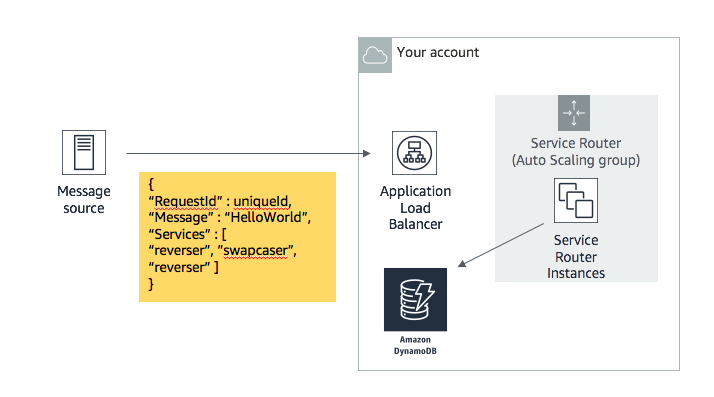 Your account
Service Router
(Auto Scaling group)
Message
source
{
“RequestId” : uniqueId,
“Message” : “HelloWorld”,
“Services” : [
“reverser”, ”swapcaser”,
“reverser” ]
}
Application
Load
Balancer
Service
Router
Instances
Amazon
DynamoDB